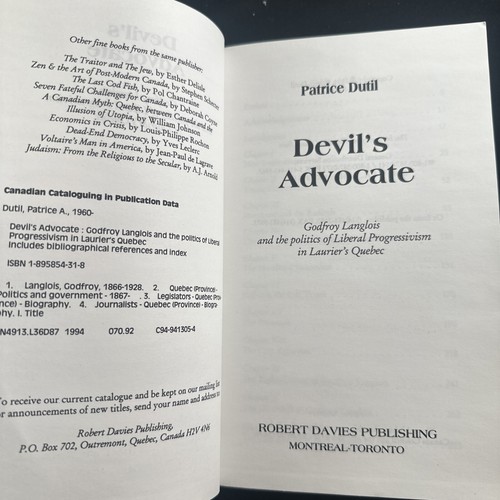 Other fine books from the same publisher:
The Traitor and The Jew, by Esther Delisle
Zen & the Art of Post-Modern Canada, by Stephen Schecter
The Last Cod Fish, by Pol Chantraine
Seven Fateful Challenges for Canada, by Deborah Coyne
A Canadian Myth: Quebec, between Canada and the
Illusion of Utopia, by William Johnson
Economics in Crisis, by Louis-Philippe Rochon
Dead-End Democracy, by Yves Leclerc
Voltaire's Man in America, by Jean-Paul de Lagrave
Judaism: From the Religious to the Secular, by A.J. Arnold
Canadian Cataloguing in Publication Data
Dutil, Patrice A., 1960-
Devil's Advocate : Godfroy Langlois and the politics of Liberal
Progressivism in Laurier's Quebec
Includes bibliographical references and index
ISBN 1-895854-31-8
1. Langlois, Godfroy, 1866-1928. 2. Quebec (Province)-
Politics and government - 1867- . 3. Legislators - Quebec (Provi
nce) - Biography. 4. Journalists - Quebec (Province) - Biogra
phy. I. Title
N4913.L36D87 1994 070.92 C94-941305-4
To receive our current catalogue and be kept on our mailing list
or announcements of new titles, send your name and address to
Robert Davies Publishing,
P.O. Box 702, Outremont, Quebec, Canada H2V 4N6
Patrice Dutil
Devil's
Advocate
Godfroy Langlois
and the politics of Liberal Progressivism
in Laurier's Quebec
ROBERT DAVIES PUBLISHING
MONTREAL-TORONTO